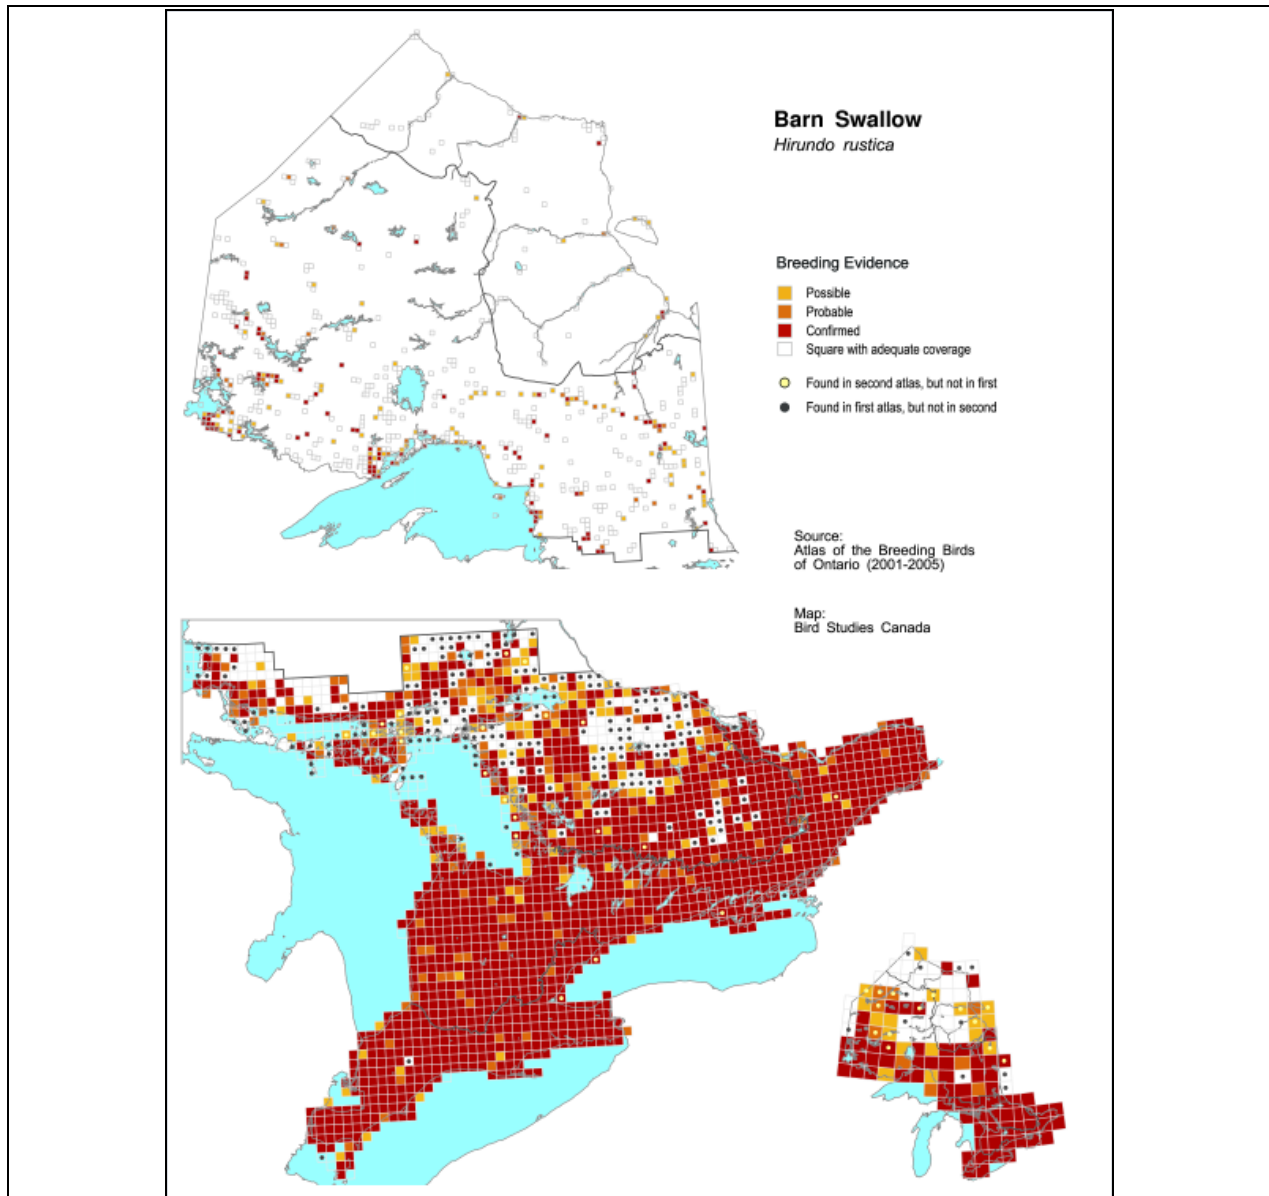 Barn Swallow
Hirundo rustica
Breeding Evidence
Possible
Probable
Confirmed
Square with adequate coverage
Found in second atlas, but not in first
Found in first atlas, but not in second
Source:
Atlas of the Breeding Birds
of Ontario (2001-2005)
Map:
Bird Studies Canada